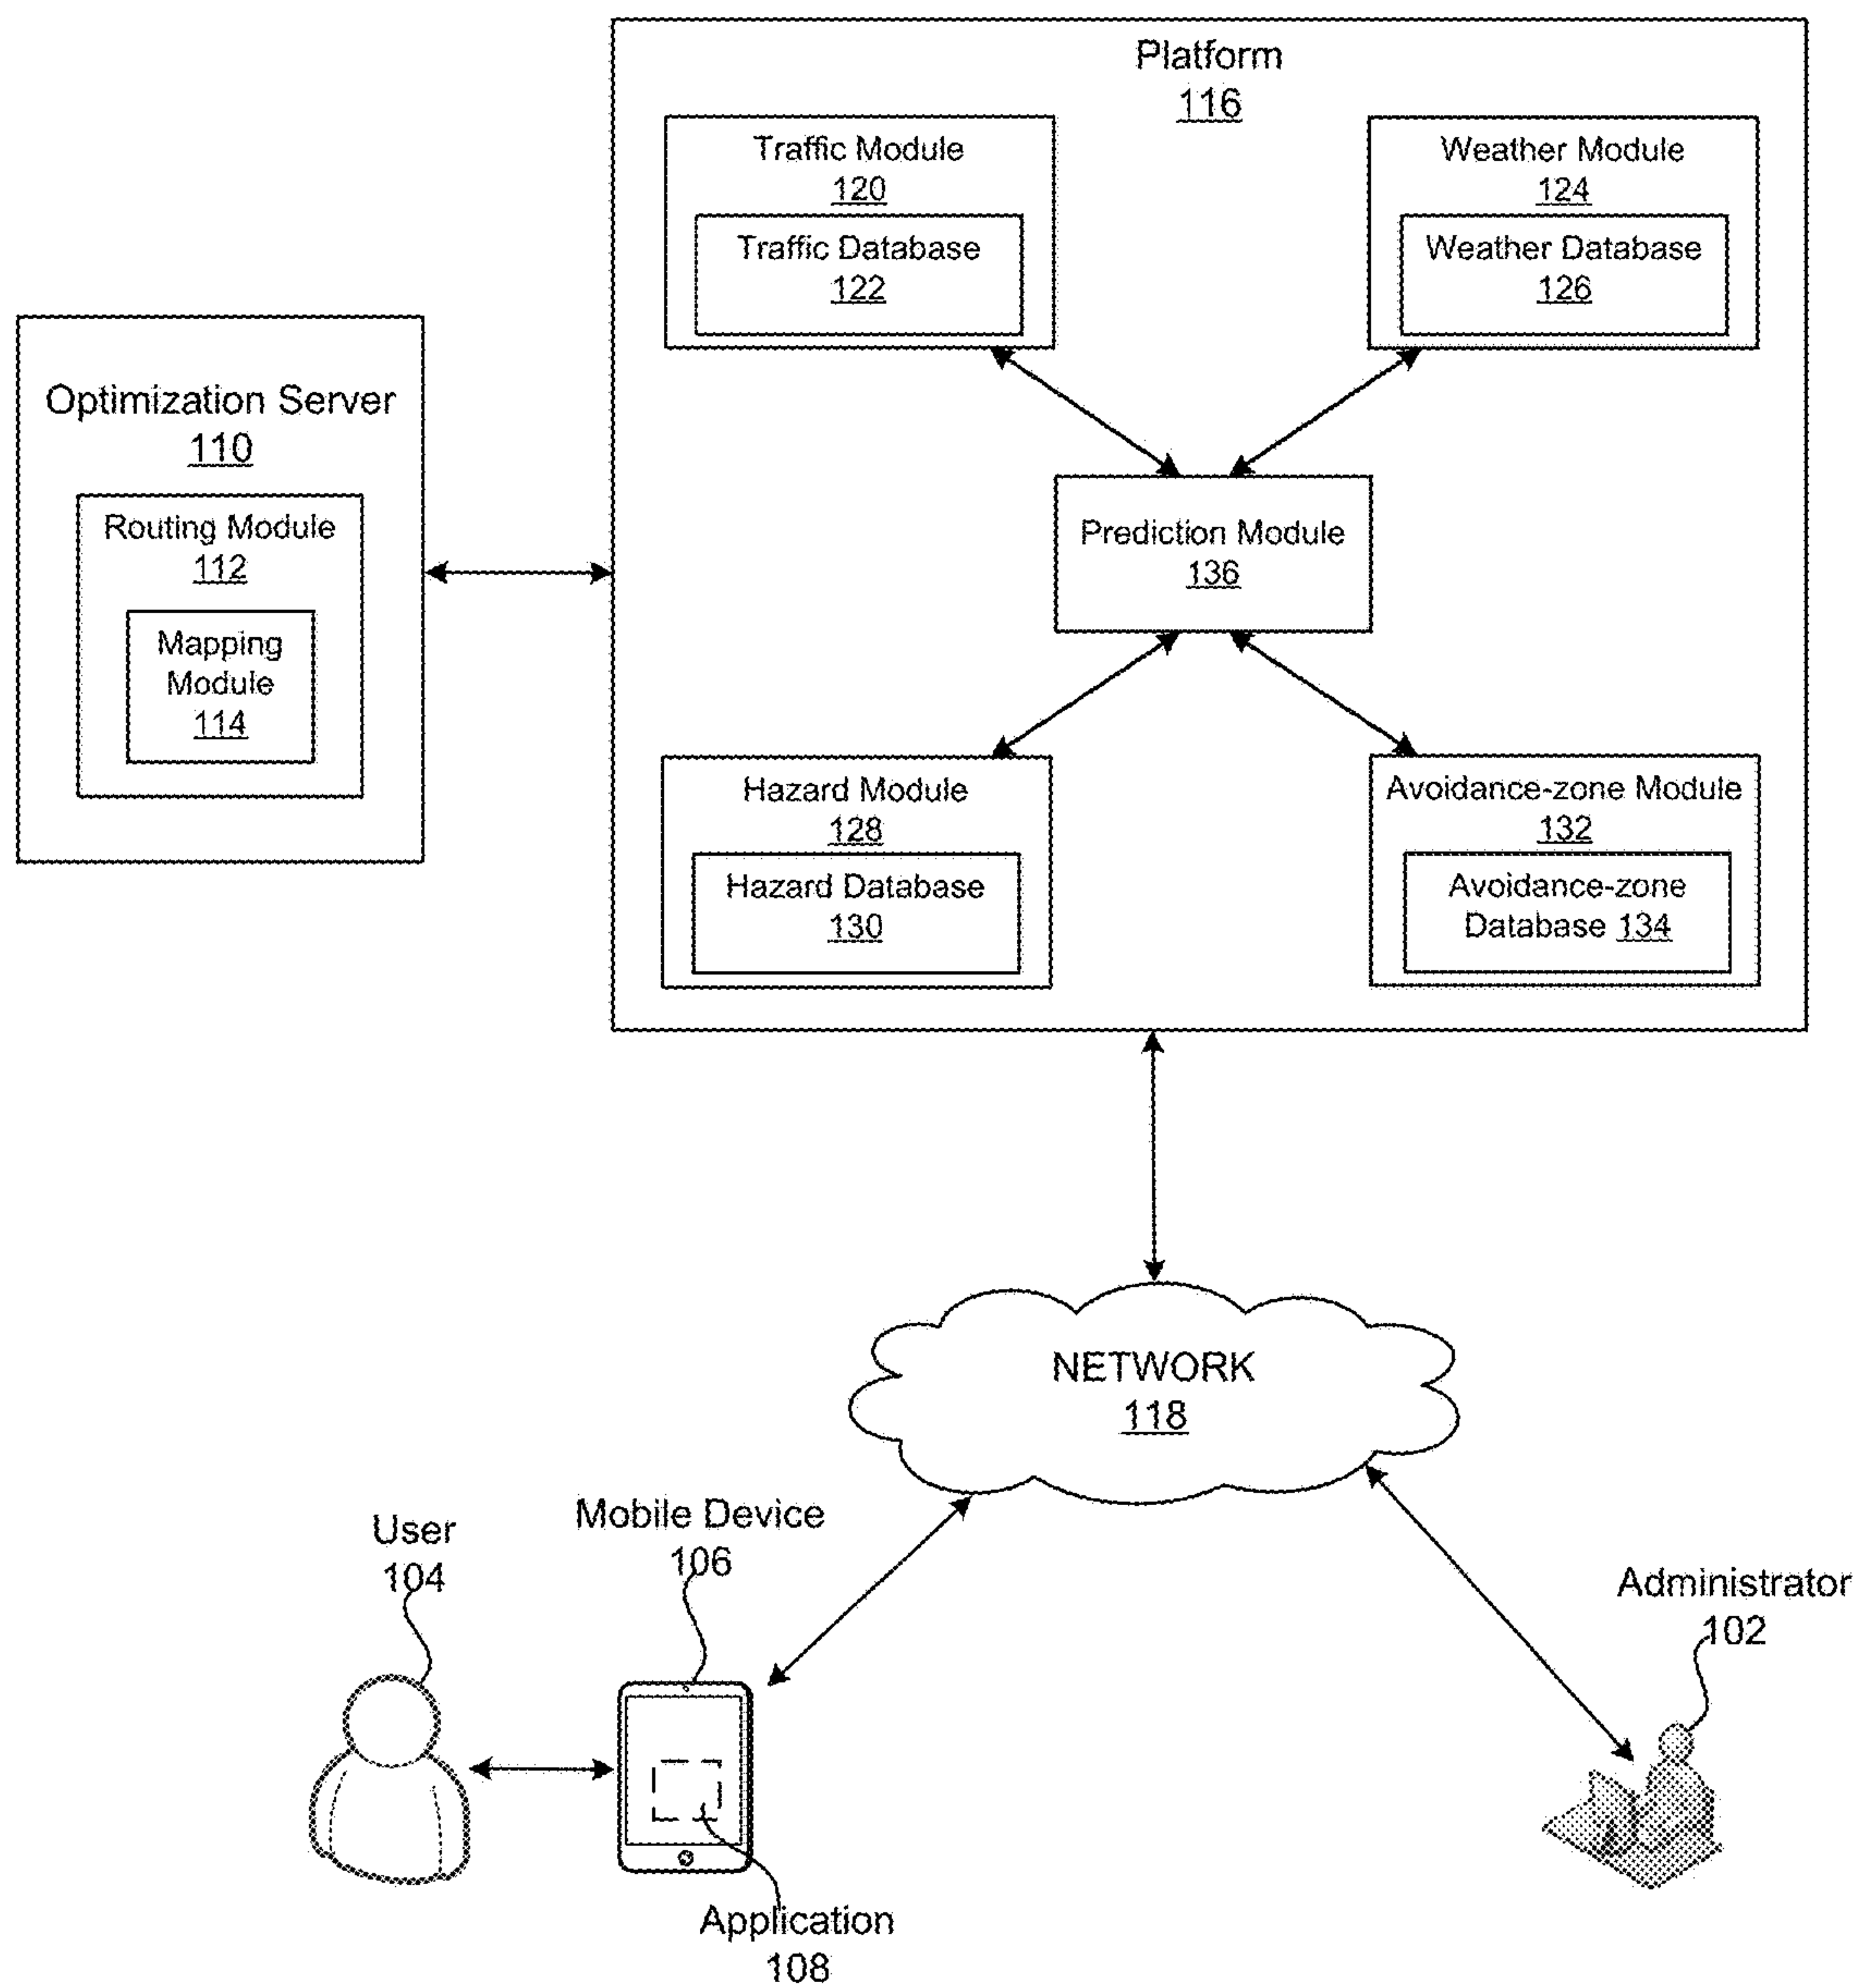 Platform
116
Traffic Module
120
Traffic Database
122
Weather Module
124
Weather Database
126
Optimization Server
110
Routing Module
112
Mapping
Module
114
Prediction Module
136
Hazard Module
128
Hazard Database
130
Avoidance-zone Module
132
Avoidance-zone
Database 134
NETWORK
118
User
104
Mobile Device
106
Administrator
102
Application
108